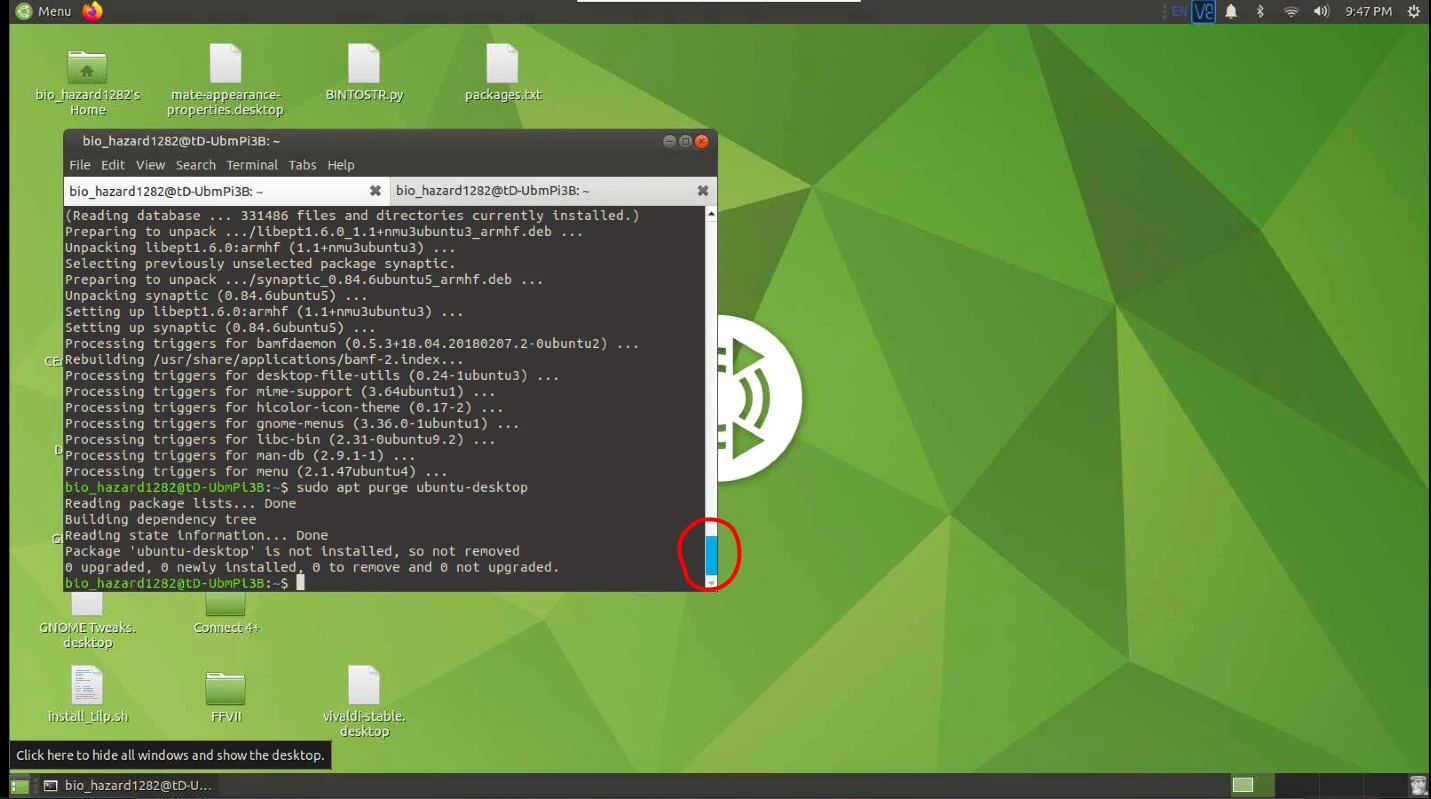 Menu
EN
9:47 PM
bio_hazard1282's
Home
mate-appearance-
properties.desktop
BINTOSTR.py
packages.txt
bio_hazard1282@tD-UbmPi3B: ~
File Edit View Search Terminal Tabs Help
bio_hazard1282@tD-UbmPi3B: ~
bio_hazard1282@tD-UbmPi3B: ~
(Reading database ... 331486 files and directories currently installed.)
Preparing to unpack .../libept1.6.0_1.1+nmu3ubuntu3_armhf.deb ...
Unpacking libept1.6.0:armhf (1.1+nmu3ubuntu3) ...
Selecting previously unselected package synaptic.
Preparing to unpack .../synaptic_0.84.6ubuntu5_armhf.deb ...
Unpacking synaptic (0.84.6ubuntu5) ...
Setting up libept1.6.0:armhf (1.1+nmu3ubuntu3) ...
Setting up synaptic (0.84.6ubuntu5) ...
Processing triggers for bamfdaemon (0.5.3+18.04.20180207.2-0ubuntu2) ...
Rebuilding /usr/share/applications/bamf-2.index...
Processing triggers for desktop-file-utils (0.24-1ubuntu3) ...
Processing triggers for mime-support (3.64ubuntu1) ...
Processing triggers for hicolor-icon-theme (0.17-2) ...
Processing triggers for gnome-menus (3.36.0-1ubuntu1) ...
Processing triggers for libc-bin (2.31-0ubuntu9.2) ...
Processing triggers for man-db (2.9.1-1) ...
Processing triggers for menu (2.1.47ubuntu4) ...
bio_hazard1282@tD-UbmPi3B:~$ sudo apt purge ubuntu-desktop
Reading package lists... Done
Building dependency tree
Reading state information... Done
Package 'ubuntu-desktop' is not installed, so not removed
0 upgraded, 0 newly installed, 0 to remove and 0 not upgraded.
bio_hazard1282@tD-UbmPi3B:~$
GNOME Tweaks.
desktop
Connect 4+
install_tilp.sh
FFVII
vivaldi-stable.
desktop
Click here to hide all windows and show the desktop.
bio_hazard1282@tD-U...